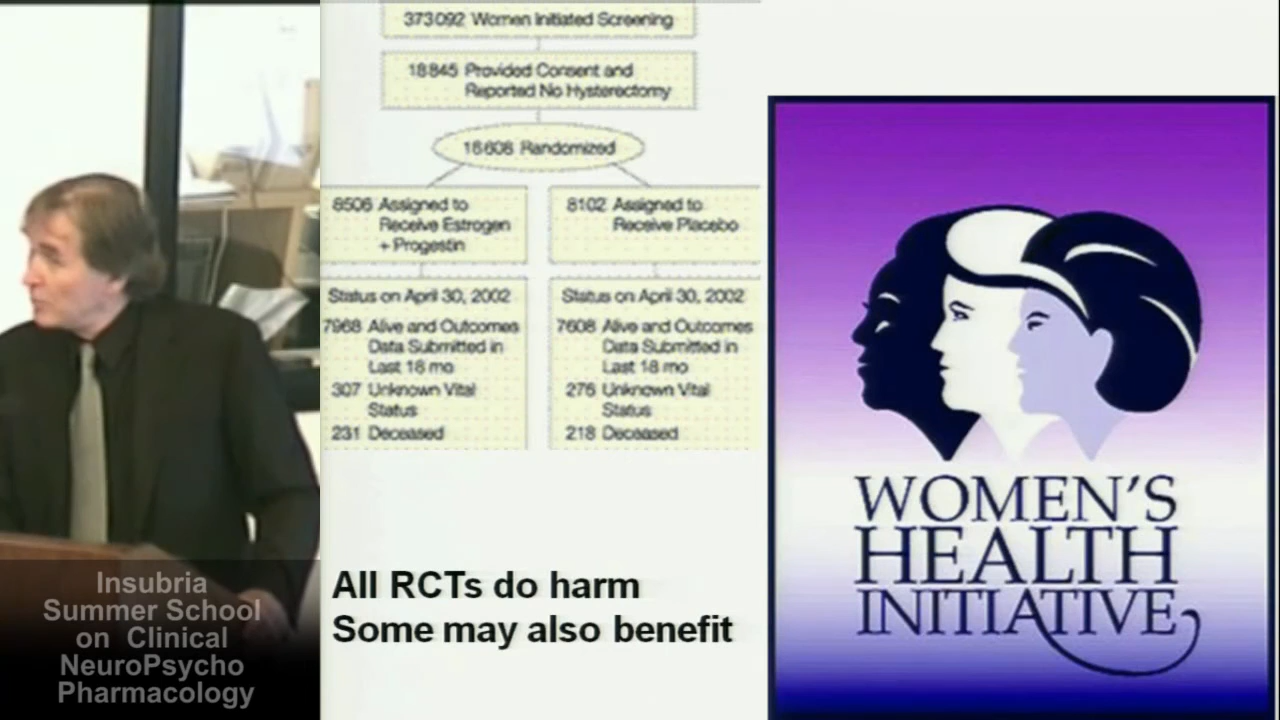 373092 Women Initiated Screening
18845 Provided Consent and
Reported No Hysterectomy
16608 Randomized
8506 Assigned to
Receive Estrogen
+ Progestin
8102 Assigned to
Receive Placebo
Status on April 30, 2002
7968 Alive and Outcomes
Data Submitted in
Last 18 mo
307 Unknown Vital
Status
231 Deceased
Status on April 30, 2002
7608 Alive and Outcomes
Data Submitted in
Last 18 mo
276 Unknown Vital
Status
218 Deceased
All RCTs do harm
Some may also benefit
WOMEN'S
HEALTH
INITIATIVE
Insubria
Summer School
on Clinical
NeuroPsycho
Pharmacology